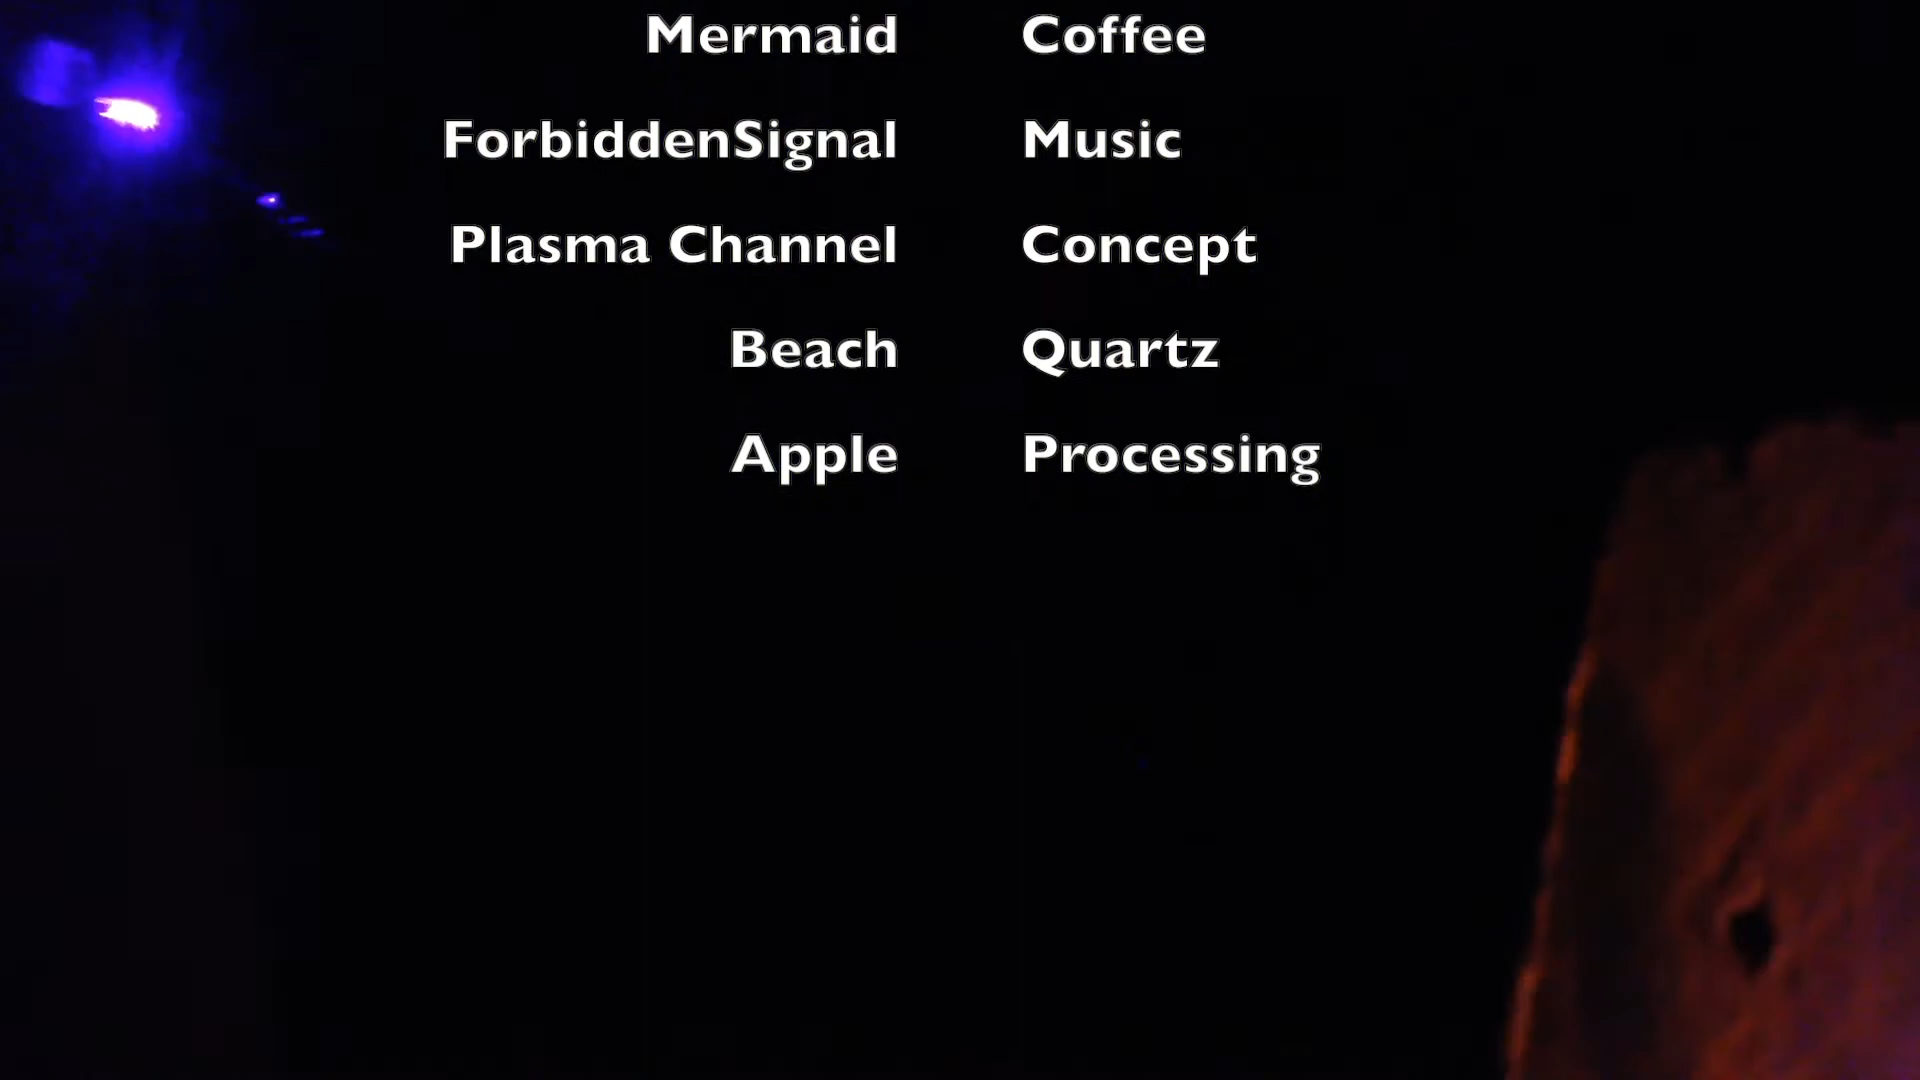 Mermaid Coffee
ForbiddenSignal Music
Plasma Channel Concept
Beach Quartz
Apple Processing